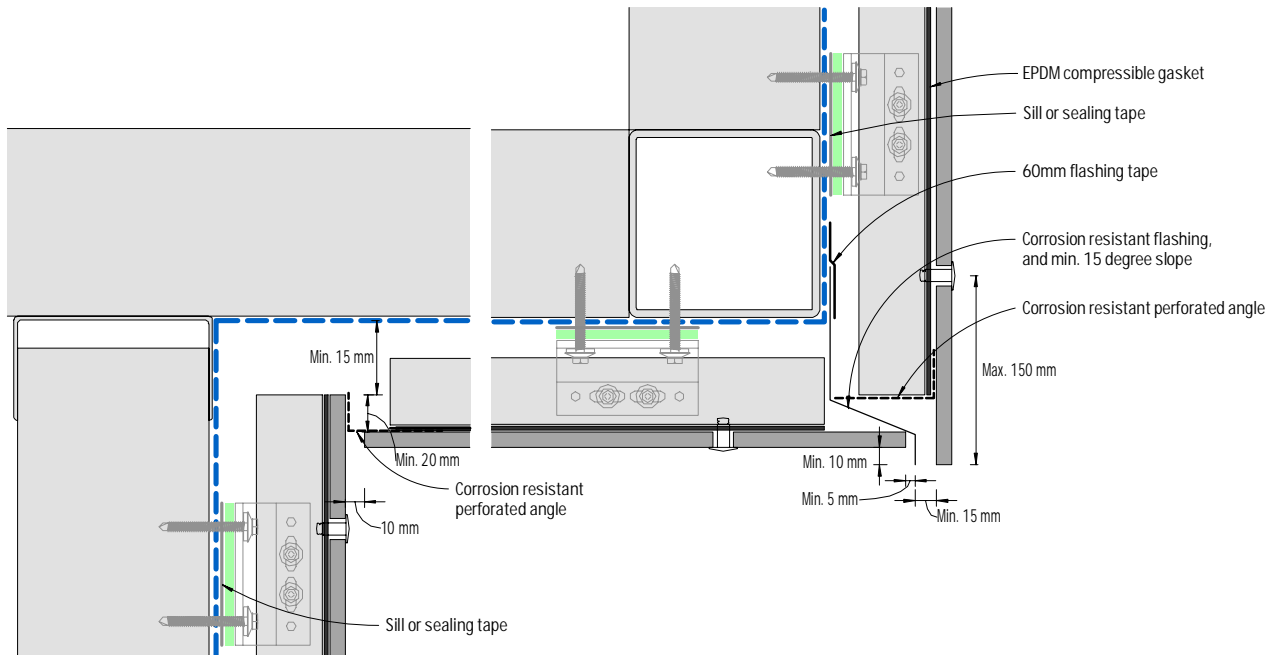 EPDM compressible gasket
Sill or sealing tape
60mm flashing tape
Corrosion resistant flashing,
and min. 15 degree slope
Corrosion resistant perforated angle
Min. 15 mm
Max. 150 mm
Min. 20 mm
Min. 10 mm
Corrosion resistant
perforated angle
Min. 5 mm
10 mm
Min. 15 mm
Sill or sealing tape